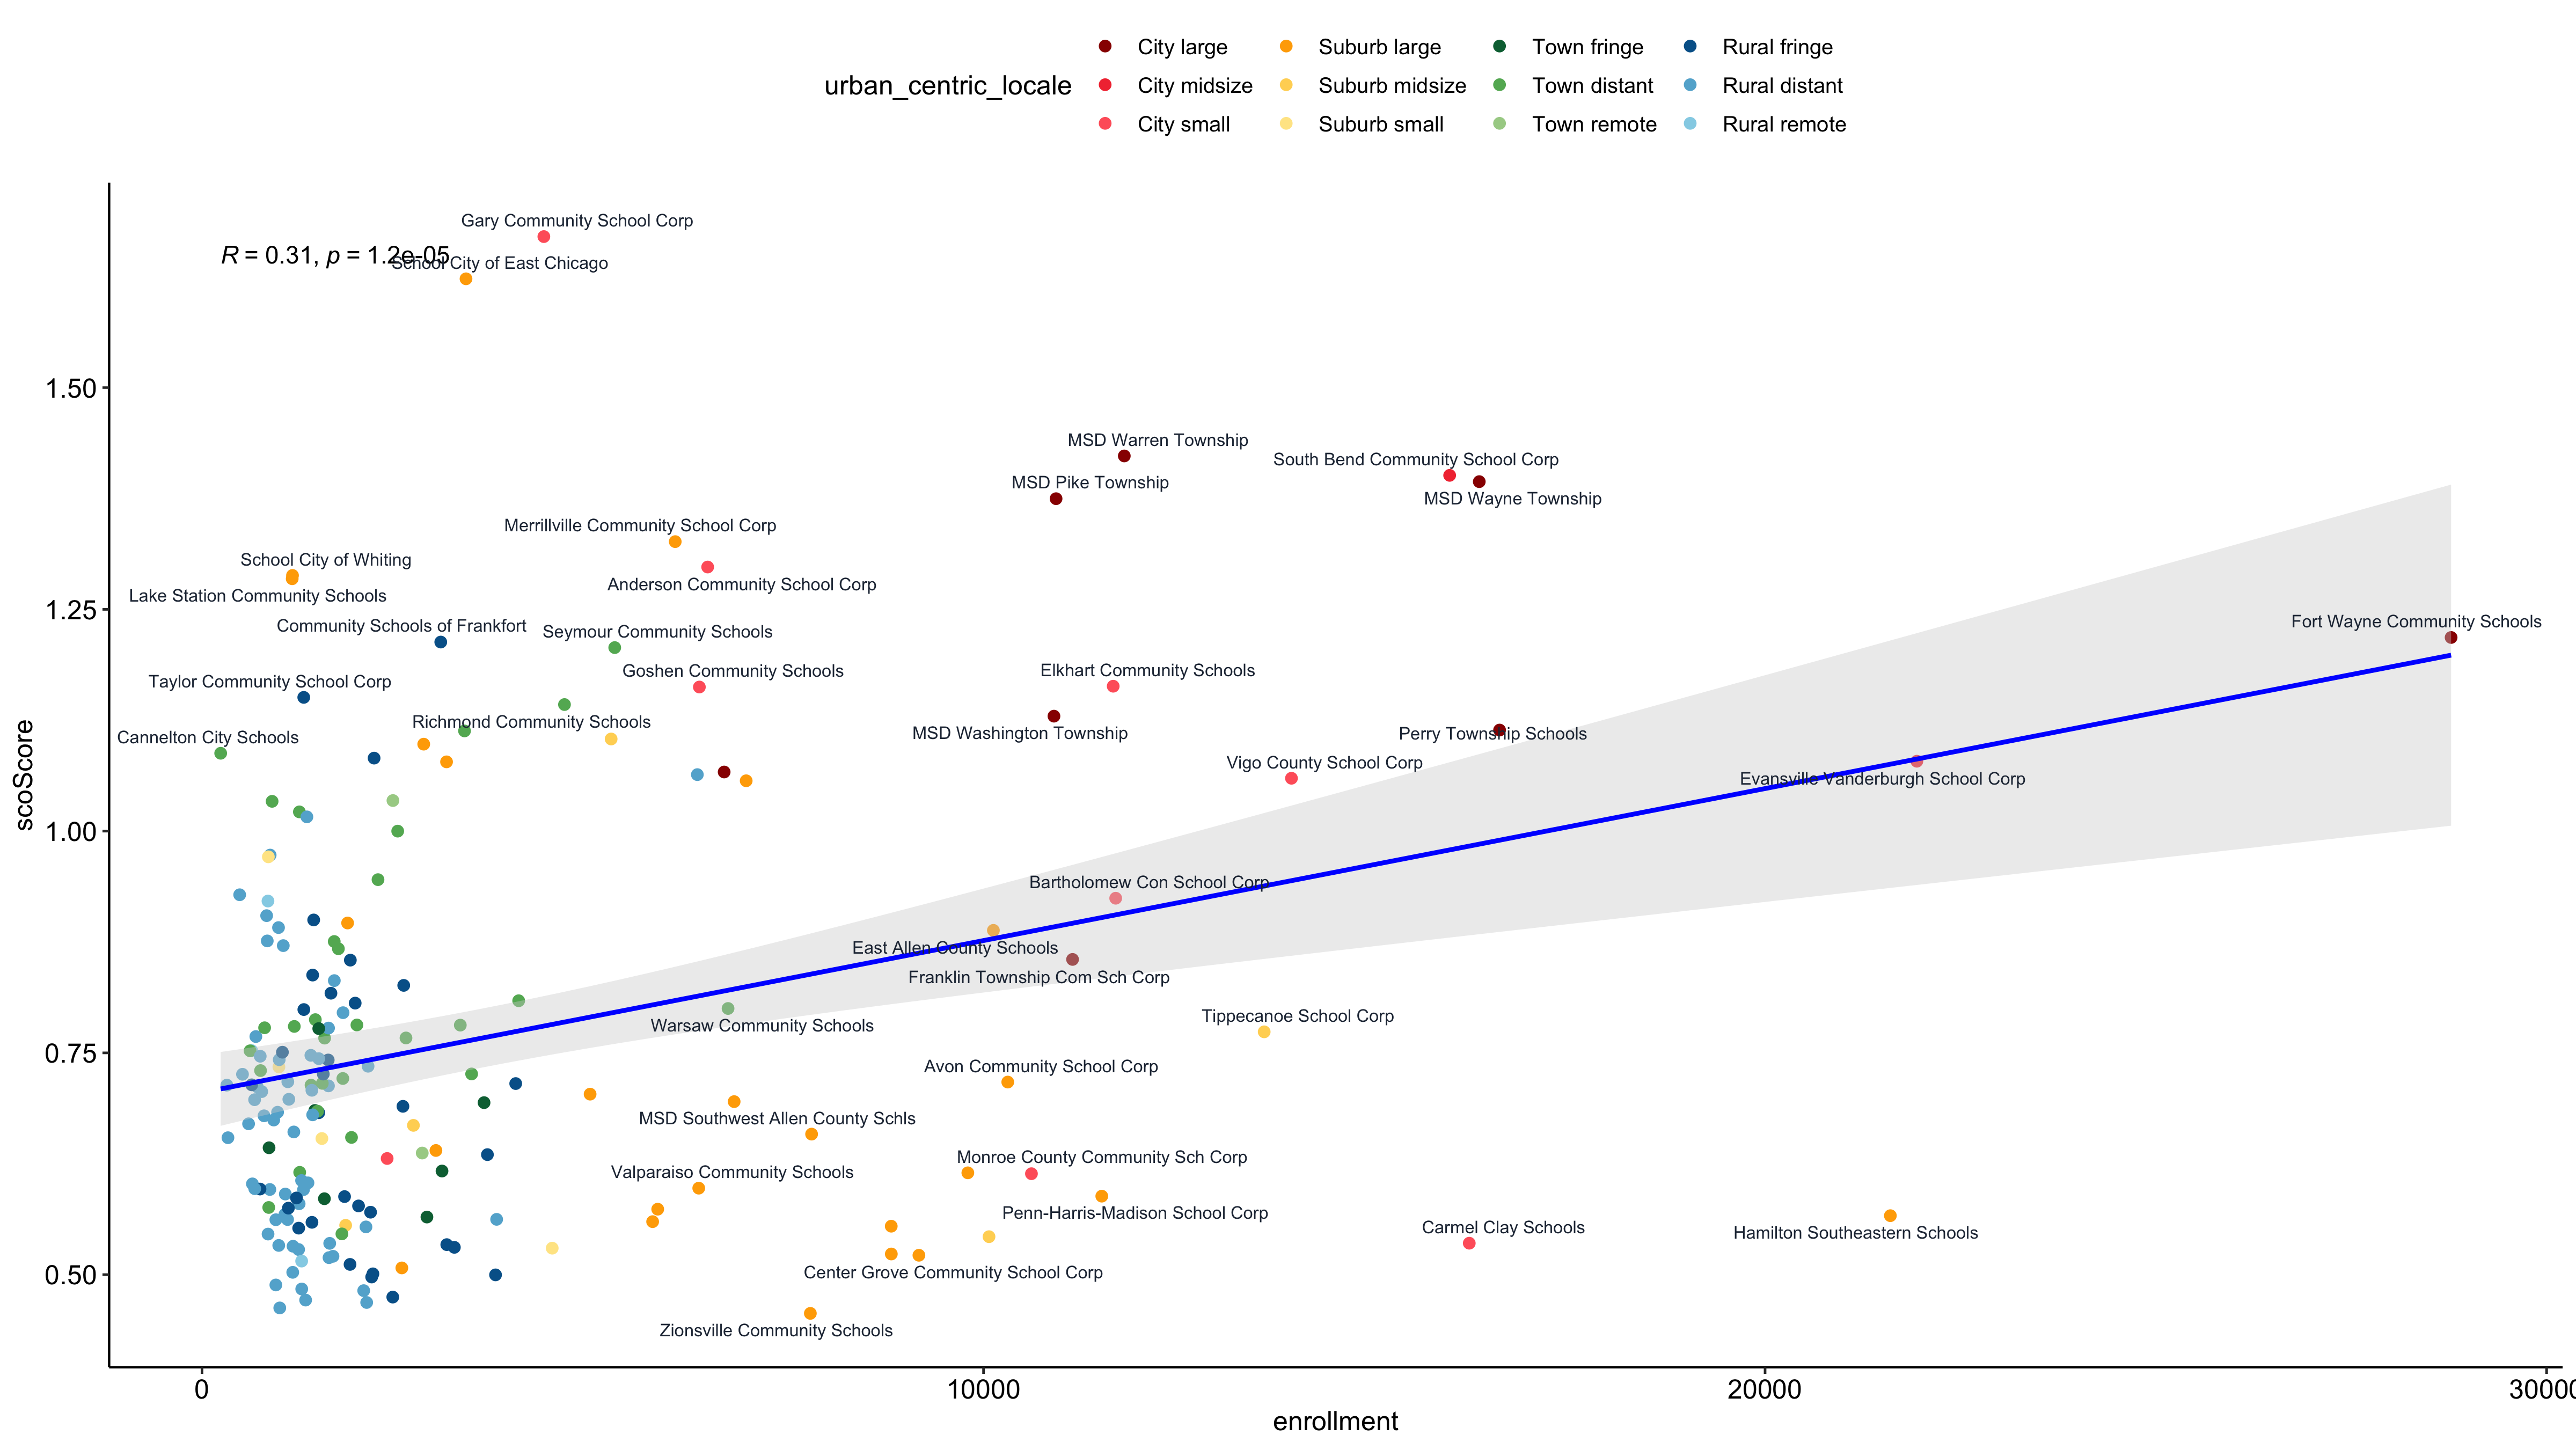 City large Suburb large Town fringe Rural fringe
urban_centric_locale City midsize Suburb midsize Town distant Rural distant
City small Suburb small Town remote Rural remote
Gary Community School Corp
R = 0.31, p = 1.2e-05
School City of East Chicago
1.50
MSD Warren Township
South Bend Community School Corp
MSD Pike Township
MSD Wayne Township
Merrillville Community School Corp
School City of Whiting
Anderson Community School Corp
Lake Station Community Schools
1.25
Community Schools of Frankfort
Seymour Community Schools
Fort Wayne Community Schools
Goshen Community Schools
Elkhart Community Schools
Taylor Community School Corp
Richmond Community Schools
MSD Washington Township
Perry Township Schools
Cannelton City Schools
Vigo County School Corp
Evansville Vanderburgh School Corp
scoScore
1.00
Bartholomew Con School Corp
East Allen County Schools
Franklin Township Com Sch Corp
Tippecanoe School Corp
Warsaw Community Schools
0.75
Avon Community School Corp
MSD Southwest Allen County Schls
Monroe County Community Sch Corp
Valparaiso Community Schools
Penn-Harris-Madison School Corp
Carmel Clay Schools
Hamilton Southeastern Schools
0.50
Center Grove Community School Corp
Zionsville Community Schools
0 10000 20000 30000
enrollment